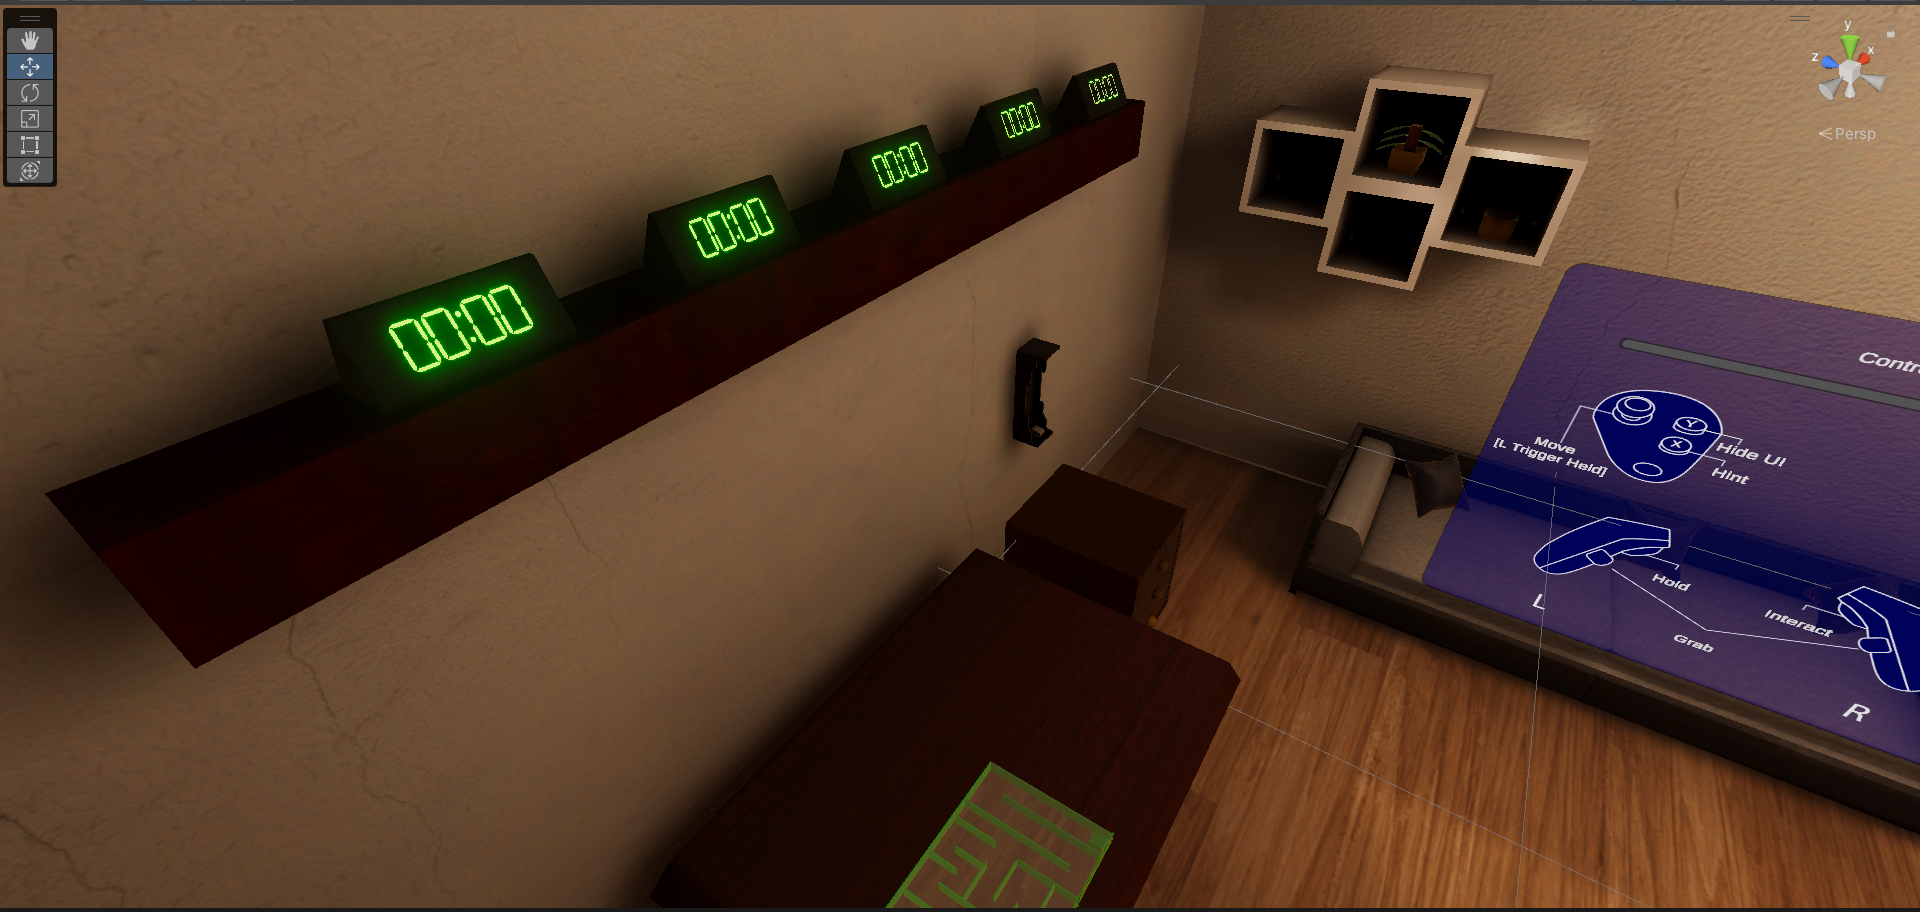 y
x
z
Persp
00:00
00:00
00:00
00:00
00:00
Y
X
Move
[L Trigger Held]
Hide UI
Hint
Hold
L
Interact
Grab
R